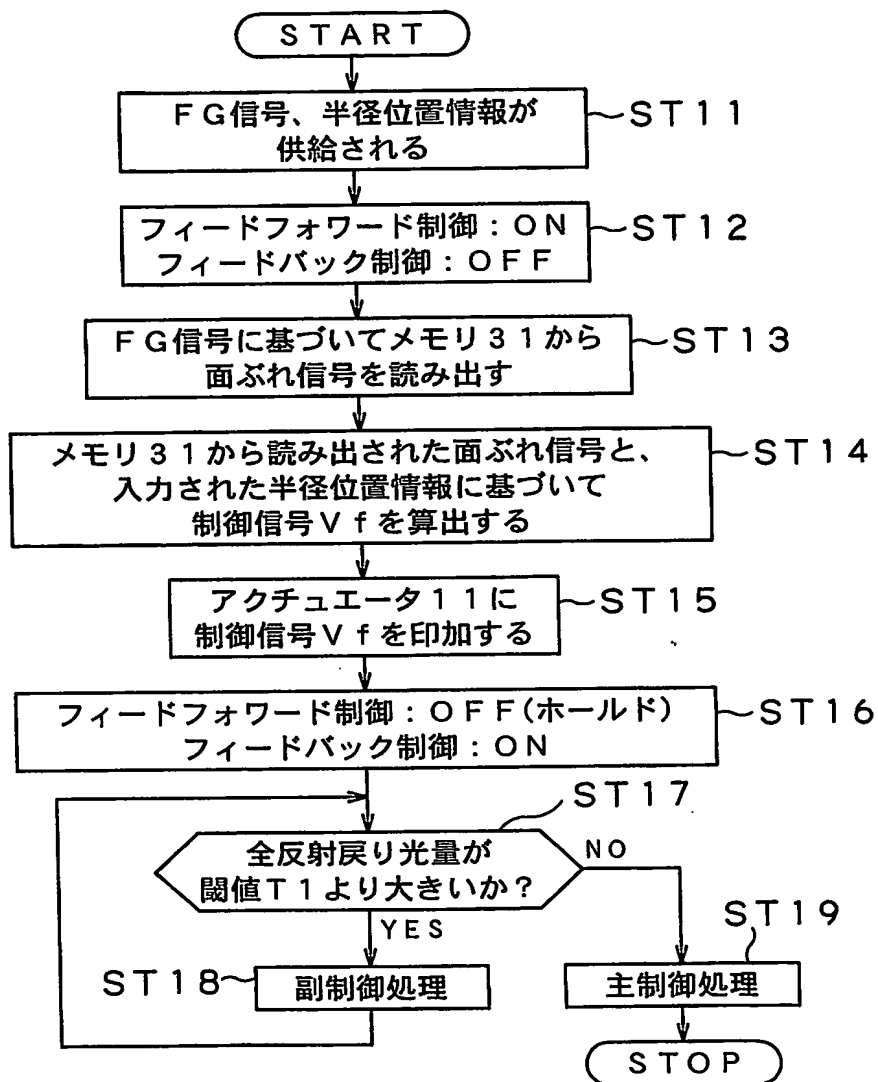 START
FG信号、半径位置情報が
供給される
ST11
フィードフォワード制御：ON
フィードバック制御：OFF
ST12
FG信号に基づいてメモリ31から
面ぶれ信号を読み出す
ST13
メモリ31から読み出された面ぶれ信号と、
入力された半径位置情報に基づいて
制御信号Vfを算出する
ST14
アクチュエータ11に
制御信号Vfを印加する
ST15
フィードフォワード制御：OFF(ホールド)
フィードバック制御：ON
ST16
ST17
全反射戻り光量が
閾値T1より大きいか？
NO
YES
ST18
副制御処理
ST19
主制御処理
STOP